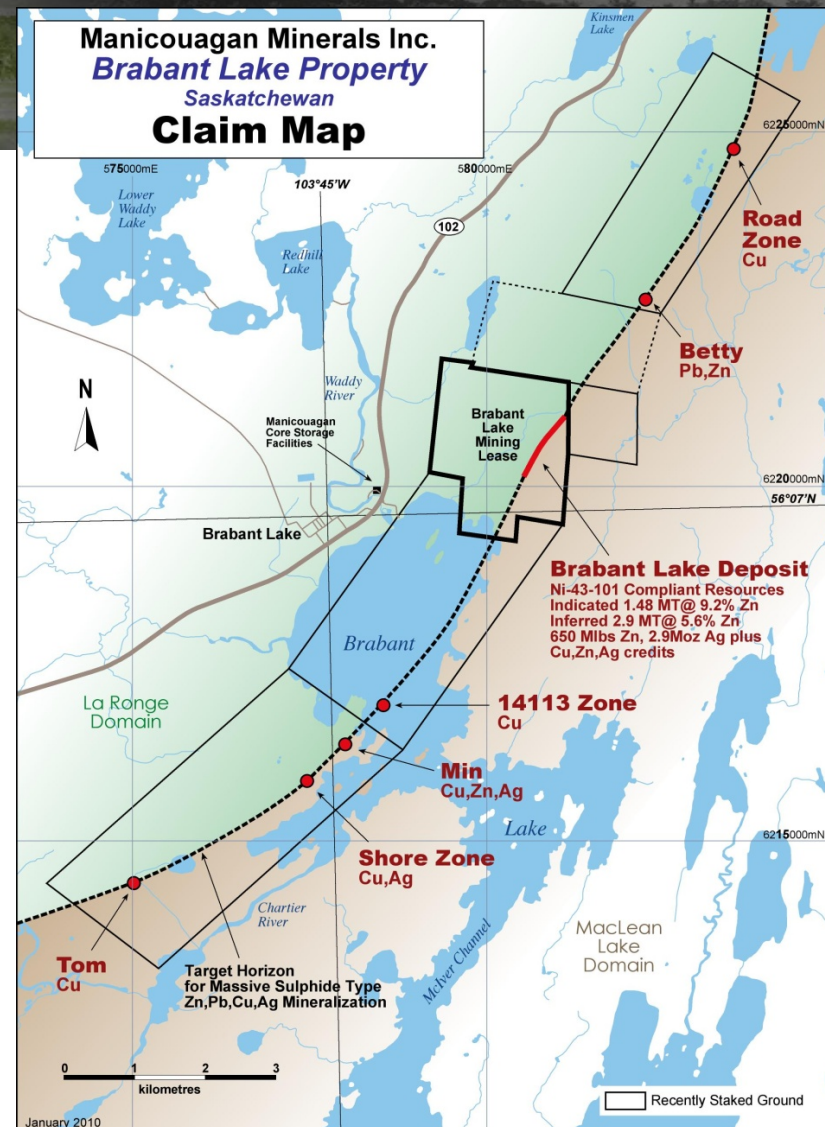 Manicouagan Minerals Inc.
Brabant Lake Property
Saskatchewan
Claim Map
Kinsmen
Lake
6225000mN
575000mE
580000mE
103°45'W
Lower
Waddy
Lake
102
Redhill
Lake
Road
Zone
Cu
Betty
Pb,Zn
N
Waddy
River
Manicouagan
Core Storage
Facilities
Brabant
Lake
Mining
Lease
6220000mN
56°07'N
Brabant Lake
Brabant Lake Deposit
Ni-43-101 Compliant Resources
Indicated 1.48 MT@ 9.2% Zn
Inferred 2.9 MT@ 5.6% Zn
650 Mlbs Zn, 2.9Moz Ag plus
Cu,Zn,Ag credits
Brabant
La Ronge
Domain
14113 Zone
Cu
Min
Cu,Zn,Ag
Lake
6215000mN
Shore Zone
Cu,Ag
Chartier
River
McIver Channel
MacLean
Lake
Domain
Tom
Cu
Target Horizon
for Massive Sulphide Type
Zn,Pb,Cu,Ag Mineralization
0 1 2 3
kilometres
Recently Staked Ground
January 2010